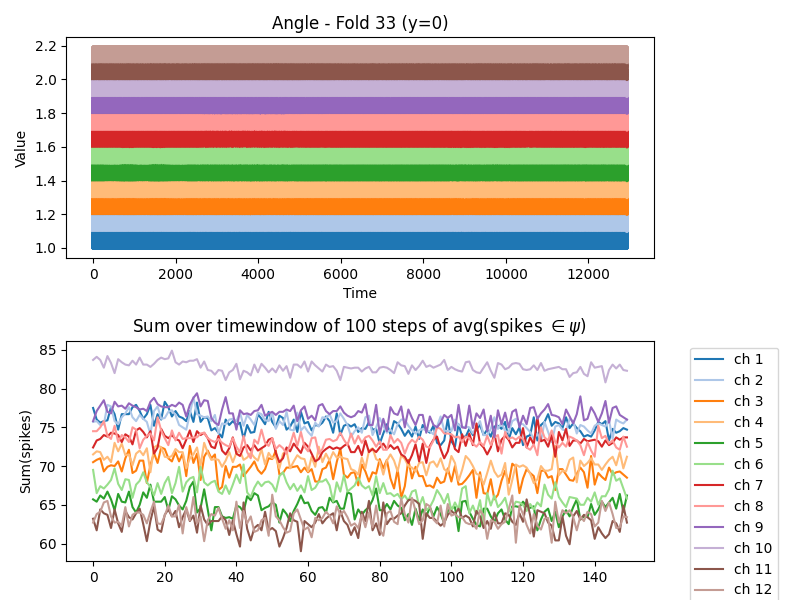 Angle - Fold 33 (y=0)
2.2
2.0
1.8
1.6
1.4
1.2
1.0
Value
0 2000 4000 6000 8000 10000 12000
Time
Sum over timewindow of 100 steps of avg(spikes ∈ψ)
85
80
75
70
65
60
Sum(spikes)
0 20 40 60 80 100 120 140
ch 1
ch 2
ch 3
ch 4
ch 5
ch 6
ch 7
ch 8
ch 9
ch 10
ch 11
ch 12